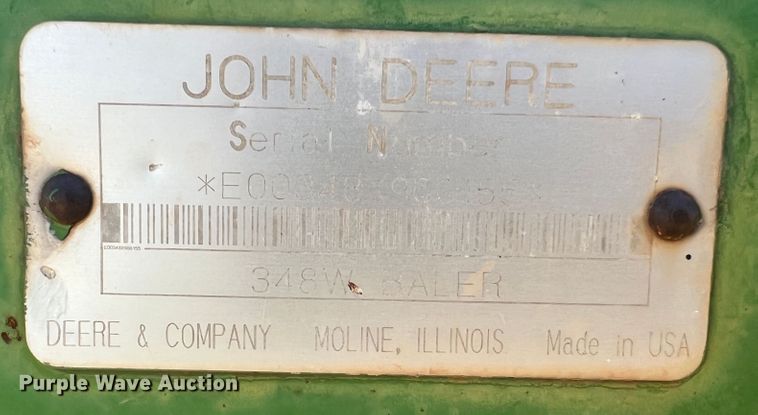 JOHN DEERE
Serial Number
348W BALER
DEERE & COMPANY MOLINE, ILLINOIS Made in USA
Purple Wave Auction